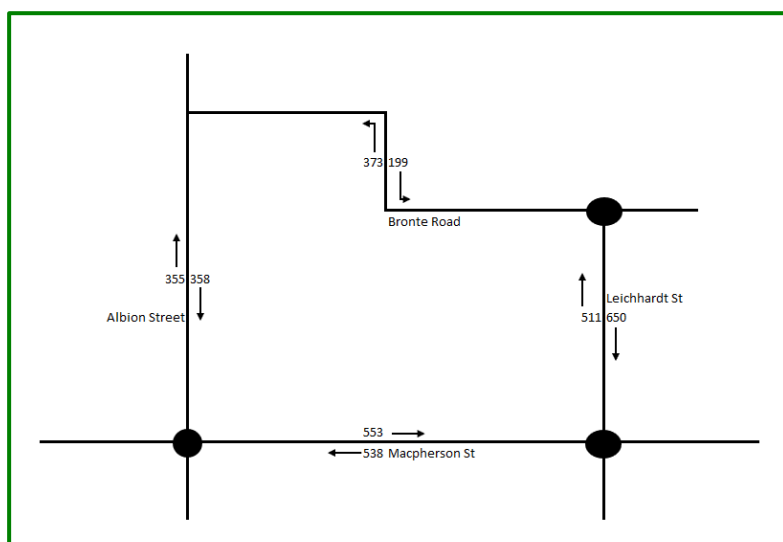 373 199
Bronte Road
355 358
Leichhardt St
Albion Street
511 650
553
538 Macpherson St